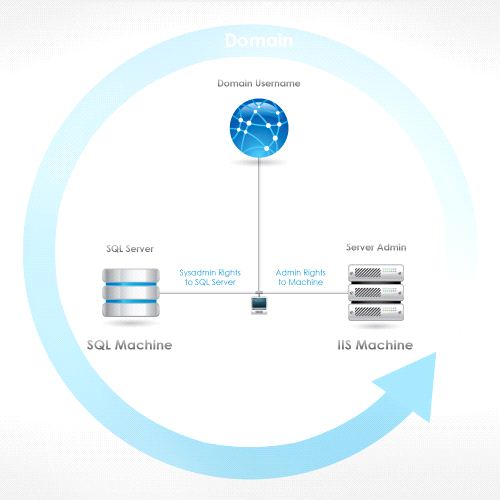 Domain
Domain Username
SQL Server
Server Admin
Sysadmin Rights
to SQL Server
Admin Rights
to Machine
SQL Machine
IIS Machine